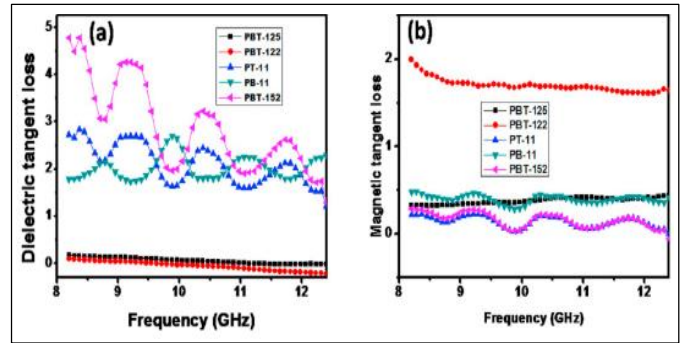 (a)
PBT-125
PBT-122
PT-11
PB-11
PBT-152
Dielectric tangent loss
5
4
3
2
1
0
8 9 10 11 12
Frequency (GHz)
(b)
PBT-125
PBT-122
PT-11
PB-11
PBT-152
Magnetic tangent loss
2
1
0
8 9 10 11 12
Frequency (GHz)